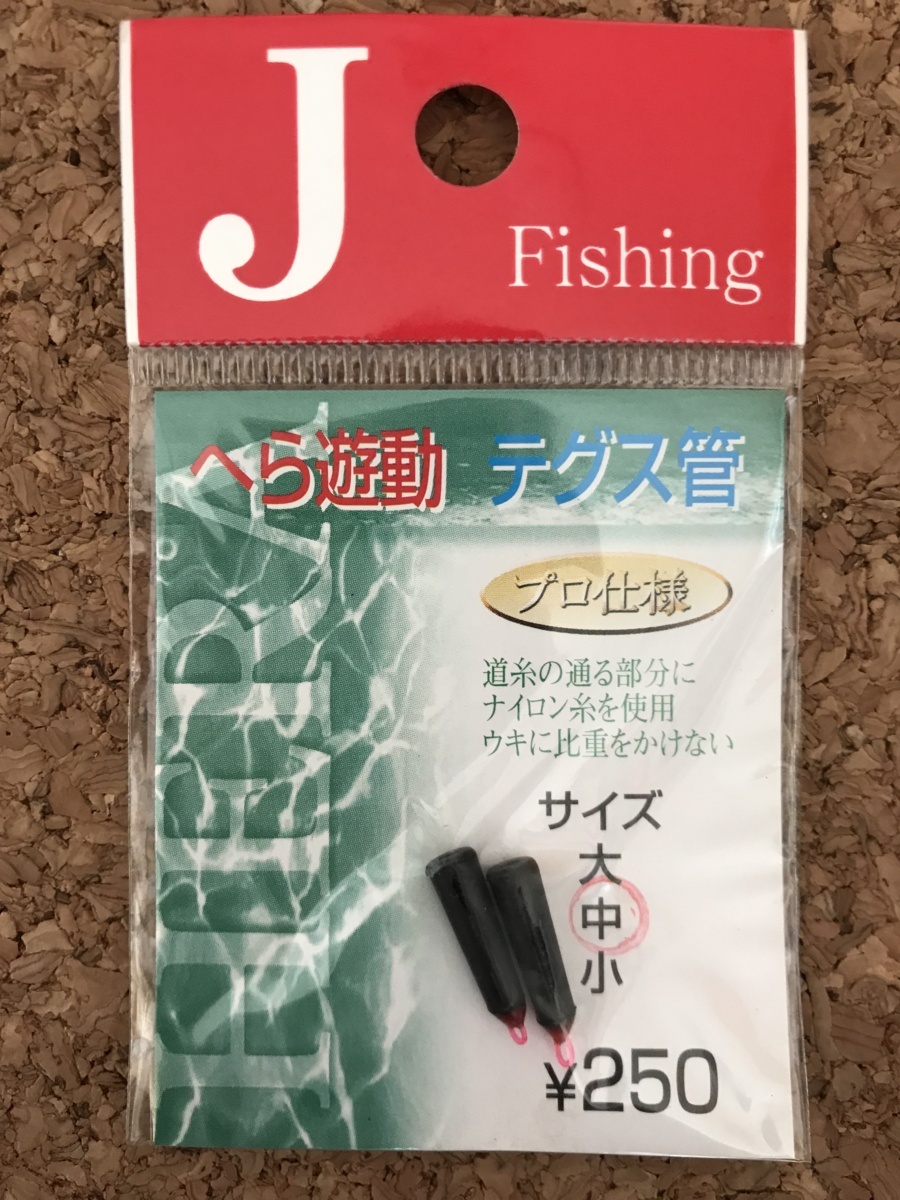 J
Fishing
へら遊動 テグス管
プロ仕様
道糸の通る部分に
ナイロン糸を使用
ウキに比重をかけない
サイズ
大
中
小
¥250
HERA